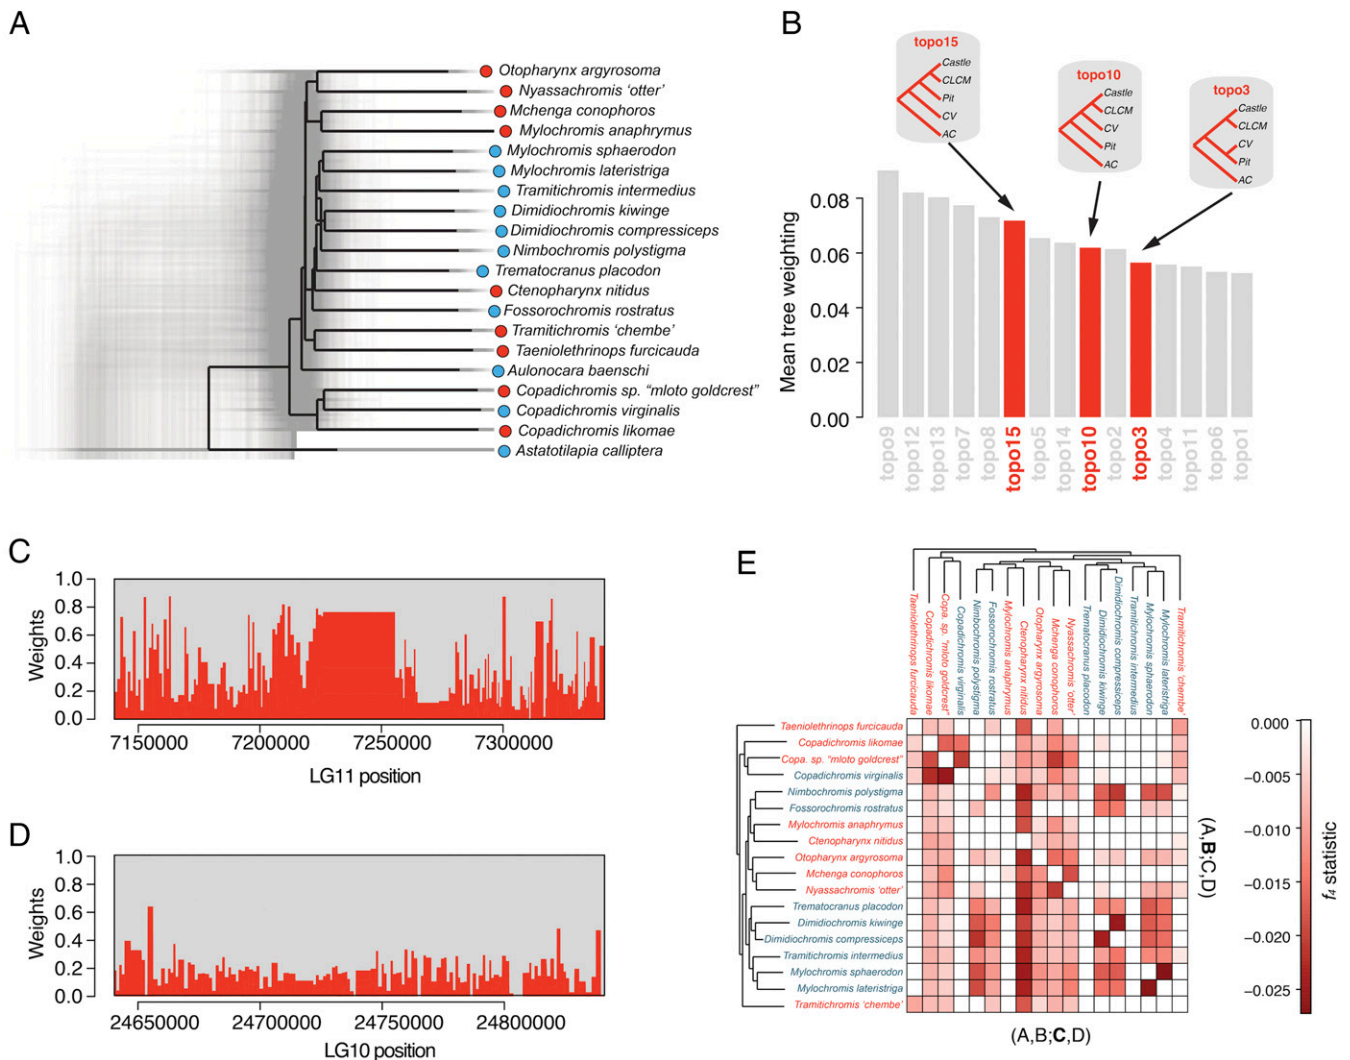 A
Otopharynx argyrosoma
Nyassachromis ‘otter’
Mchenga conophoros
Mylochromis anaphrymus
Mylochromis sphaerodon
Mylochromis lateristriga
Tramitichromis intermedius
Dimidiochromis kiwinge
Dimidiochromis compressiceps
Nimbochromis polystigma
Trematocranus placodon
Ctenopharynx nitidus
Fossorochromis rostratus
Tramitichromis ‘chembe’
Taeniolethrinops furcicauda
Aulonocara baenschi
Copadichromis sp. “mloto goldcrest”
Copadichromis virginalis
Copadichromis likomae
Astatotilapia calliptera
B
topo15
Castle
CLCM
Pit
CV
AC
topo10
Castle
CLCM
CV
Pit
AC
topo3
Castle
CLCM
CV
Pit
AC
Mean tree weighting
0.08
0.06
0.04
0.02
0.00
topo9
topo12
topo13
topo7
topo8
topo15
topo5
topo14
topo10
topo2
topo3
topo4
topo11
topo6
topo1
C
Weights
1.0
0.8
0.6
0.4
0.2
0.0
7150000 7200000 7250000 7300000
LG11 position
D
Weights
1.0
0.8
0.6
0.4
0.2
0.0
24650000 24700000 24750000 24800000
LG10 position
E
Taeniolethrinops furcicauda
Copadichromis likomae
Copa. sp. “mloto goldcrest”
Copadichromis virginalis
Nimbochromis polystigma
Fossorochromis rostratus
Mylochromis anaphrymus
Ctenopharynx nitidus
Otopharynx argyrosoma
Mchenga conophoros
Nyassachromis ‘otter’
Trematocranus placodon
Dimidiochromis kiwinge
Dimidiochromis compressiceps
Tramitichromis intermedius
Mylochromis sphaerodon
Mylochromis lateristriga
Tramitichromis ‘chembe’
Taeniolethrinops furcicauda
Copadichromis likomae
Copa. sp. “mloto goldcrest”
Copadichromis virginalis
Nimbochromis polystigma
Fossorochromis rostratus
Mylochromis anaphrymus
Ctenopharynx nitidus
Otopharynx argyrosoma
Mchenga conophoros
Nyassachromis ‘otter’
Trematocranus placodon
Dimidiochromis kiwinge
Dimidiochromis compressiceps
Tramitichromis intermedius
Mylochromis sphaerodon
Mylochromis lateristriga
Tramitichromis ‘chembe’
(A,B;C,D)
(A,B;C,D)
0.000
−0.005
−0.010
−0.015
−0.020
−0.025
f4 statistic